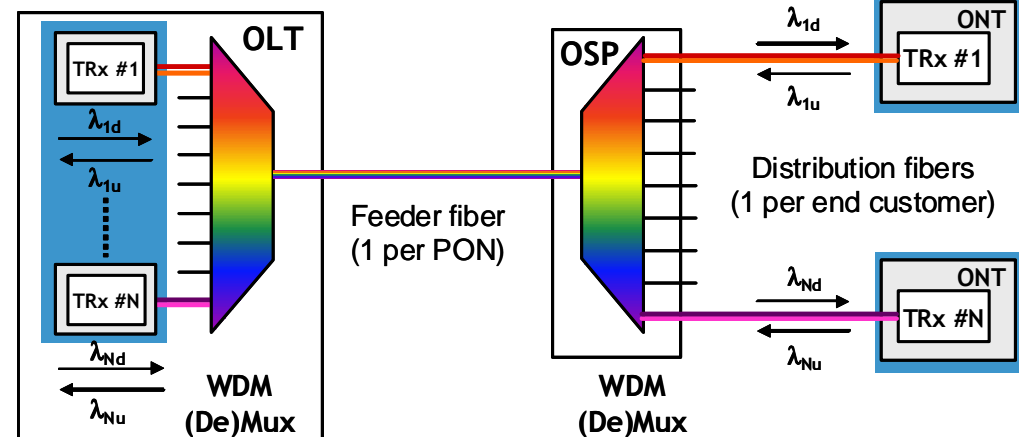 OLT
TRx #1
λ1d
λ1u
TRx #N
λNd
λNu
WDM
(De)Mux
Feeder fiber
(1 per PON)
OSP
WDM
(De)Mux
λ1d
λ1u
ONT
TRx #1
Distribution fibers
(1 per end customer)
λNd
λNu
ONT
TRx #N